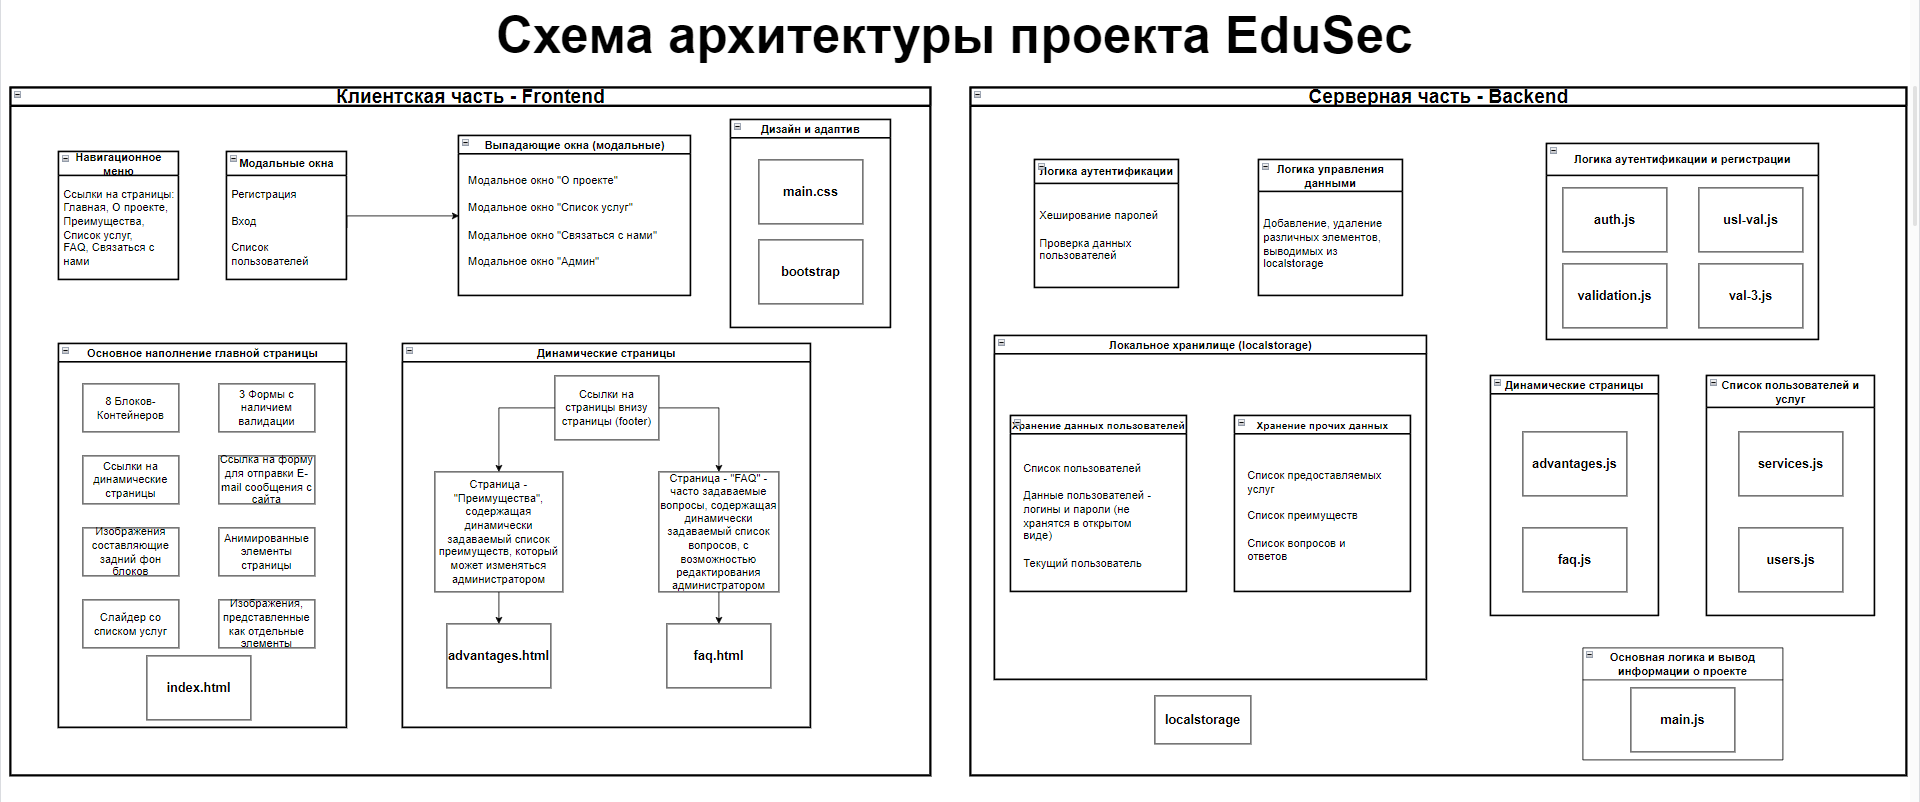 Схема архитектуры проекта EduSec
Клиентская часть - Frontend
Навигационное
меню
Ссылки на страницы:
Главная, О проекте,
Преимущества,
Список услуг,
FAQ, Связаться с
нами
Модальные окна
Регистрация
Вход
Список
пользователей
Выпадающие окна (модальные)
Модальное окно "О проекте"
Модальное окно "Список услуг"
Модальное окно "Связаться с нами"
Модальное окно "Админ"
Дизайн и адаптив
main.css
bootstrap
Основное наполнение главной страницы
8 Блоков-
Контейнеров
3 Формы с
наличием
валидации
Ссылки на
динамические
страницы
Ссылка на форму
для отправки E-
mail сообщения с
сайта
Изображения
составляющие
задний фон
блоков
Анимированные
элементы
страницы
Слайдер со
списком услуг
Изображения,
представленные
как отдельные
элементы
index.html
Динамические страницы
Ссылки на
страницы внизу
страницы (footer)
Страница -
"Преимущества",
содержащая
динамически
задаваемый список
преимуществ, который
может изменяться
администратором
Страница - "FAQ" -
часто задаваемые
вопросы, содержащая
динамически
задаваемый список
вопросов, с
возможностью
редактирования
администратором
advantages.html
faq.html
Серверная часть - Backend
Логика аутентификации
Хеширование паролей
Проверка данных
пользователей
Логика управления
данными
Добавление, удаление
различных элементов,
выводимых из
localstorage
Логика аутентификации и регистрации
auth.js
usl-val.js
validation.js
val-3.js
Локальное хранилище (localstorage)
Хранение данных пользователей
Список пользователей
Данные пользователей -
логины и пароли (не
хранятся в открытом
виде)
Текущий пользователь
Хранение прочих данных
Список предоставляемых
услуг
Список преимуществ
Список вопросов и
ответов
localstorage
Динамические страницы
advantages.js
faq.js
Список пользователей и
услуг
services.js
users.js
Основная логика и вывод
информации о проекте
main.js